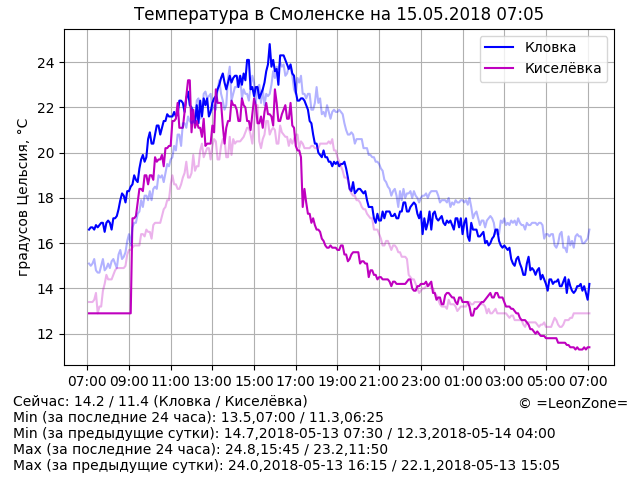 Температура в Смоленске на 15.05.2018 07:05
Кловка
Киселёвка
градусов Цельсия, °C
24
22
20
18
16
14
12
07:00 09:00 11:00 13:00 15:00 17:00 19:00 21:00 23:00 01:00 03:00 05:00 07:00
Сейчас: 14.2 / 11.4 (Кловка / Киселёвка)
© =LeonZone=
Min (за последние 24 часа): 13.5,07:00 / 11.3,06:25
Min (за предыдущие сутки): 14.7,2018-05-13 07:30 / 12.3,2018-05-14 04:00
Max (за последние 24 часа): 24.8,15:45 / 23.2,11:50
Max (за предыдущие сутки): 24.0,2018-05-13 16:15 / 22.1,2018-05-13 15:05